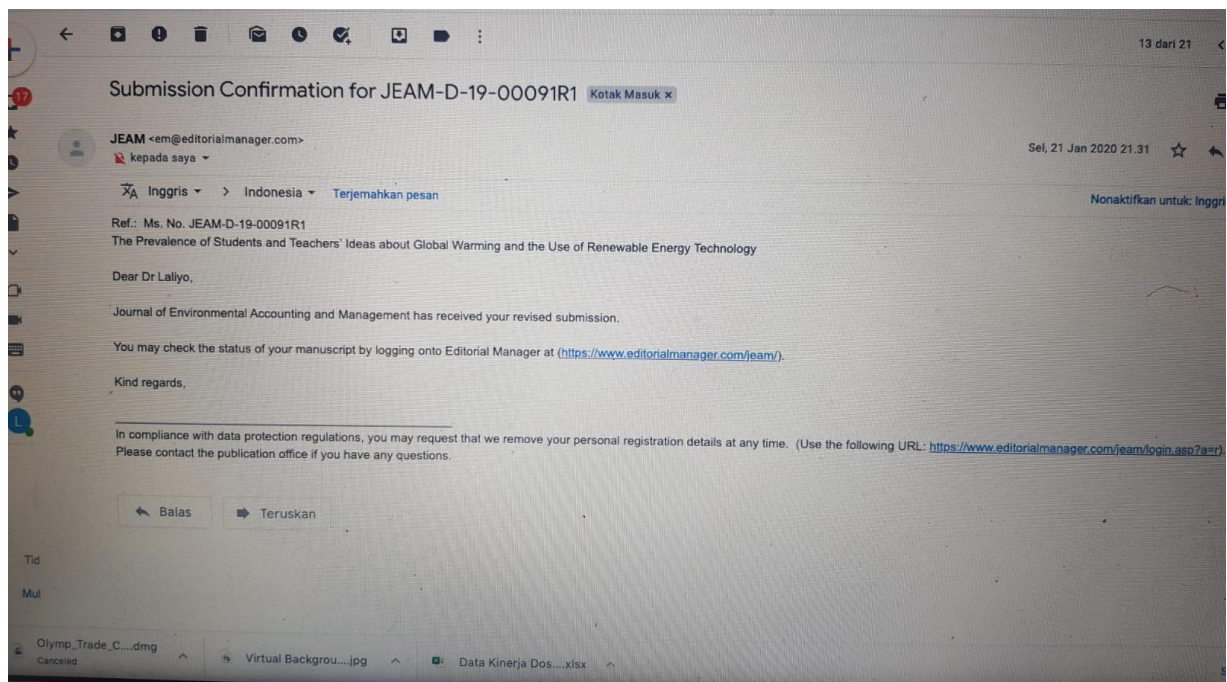 13 dari 21
Submission Confirmation for JEAM-D-19-00091R1 Kotak Masuk x
17
JEAM <em@editorialmanager.com>
Sel, 21 Jan 2020 21.31
kepada saya
Inggris > Indonesia Terjemahkan pesan
Nonaktifkan untuk: Inggri
Ref.: Ms. No. JEAM-D-19-00091R1
The Prevalence of Students and Teachers' Ideas about Global Warming and the Use of Renewable Energy Technology
Dear Dr Laliyo,
Journal of Environmental Accounting and Management has received your revised submission.
You may check the status of your manuscript by logging onto Editorial Manager at (https://www.editorialmanager.com/jeam/).
Kind regards,
L
In compliance with data protection regulations, you may request that we remove your personal registration details at any time. (Use the following URL: https://www.editorialmanager.com/jeam/login.asp?a=r).
Please contact the publication office if you have any questions.
Balas
Teruskan
Tid
Mul
Olymp_Trade_C....dmg
Canceled
Virtual Backgrou....jpg
Data Kinerja Dos....xlsx